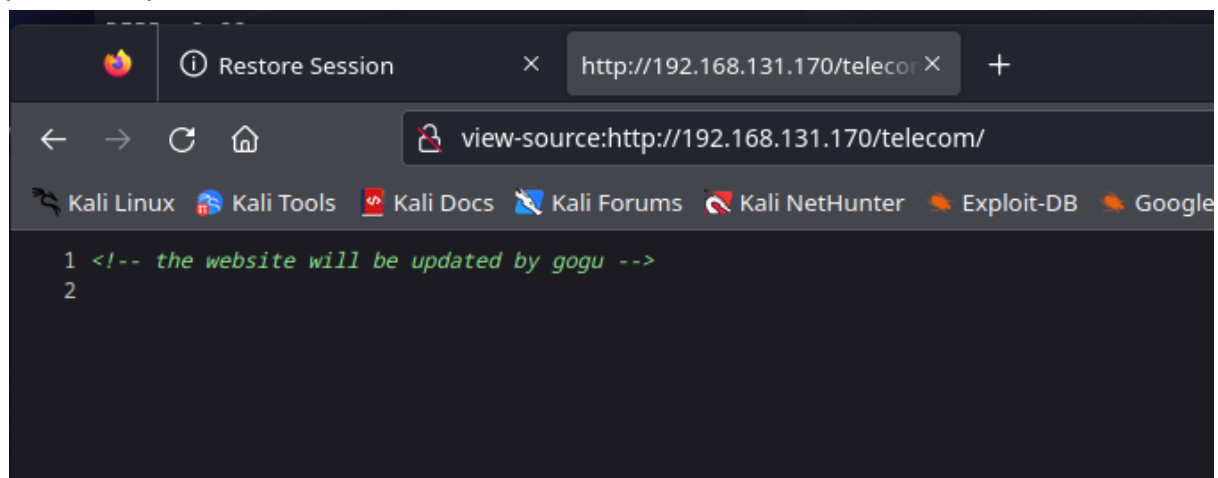 Restore Session
http://192.168.131.170/telecor
view-source:http://192.168.131.170/telecom/
Kali Linux Kali Tools Kali Docs Kali Forums Kali NetHunter Exploit-DB Google
1 <!-- the website will be updated by gogu -->
2